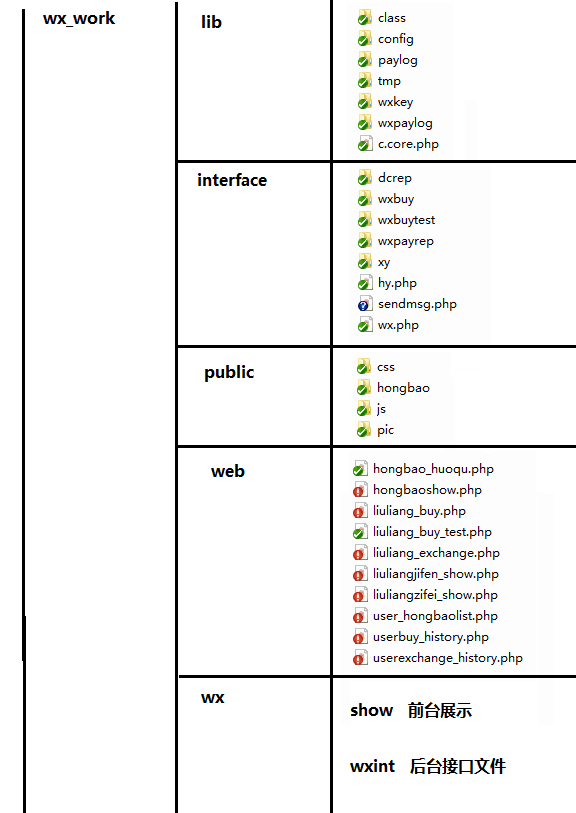 wx_work
lib
class
config
paylog
tmp
wxkey
wxpaylog
c.core.php
interface
dcrep
wxbuy
wxbuytest
wxpayrep
xy
hy.php
sendmsg.php
wx.php
public
css
hongbao
js
pic
web
hongbao_huoqu.php
hongbaoshow.php
liuliang_buy.php
liuliang_buy_test.php
liuliang_exchange.php
liuliangjifen_show.php
liuliangzifei_show.php
user_hongbaolist.php
userbuy_history.php
userexchange_history.php
wx
show 前台展示
wxint 后台接口文件